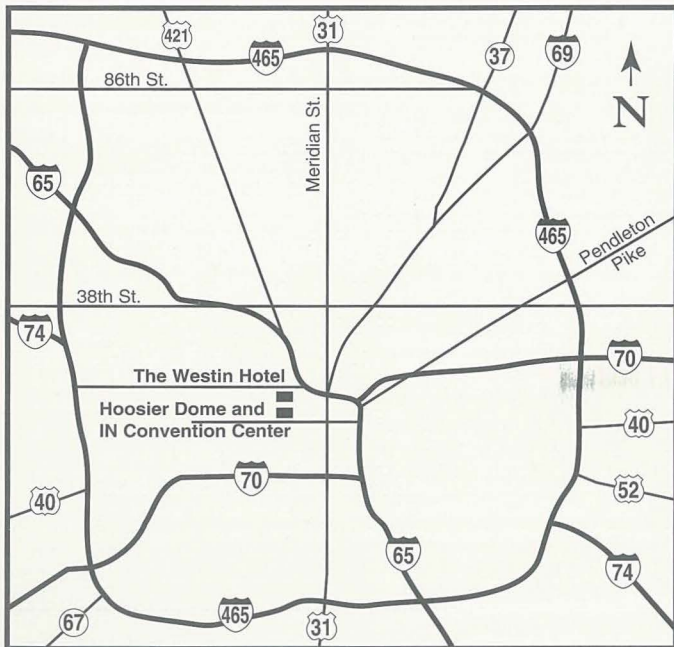 421
31
465
37
69
86th St.
N
Meridian St.
65
465
Pendleton
Pike
38th St.
74
70
The Westin Hotel
Hoosier Dome and
IN Convention Center
40
70
40
52
65
74
67
465
31